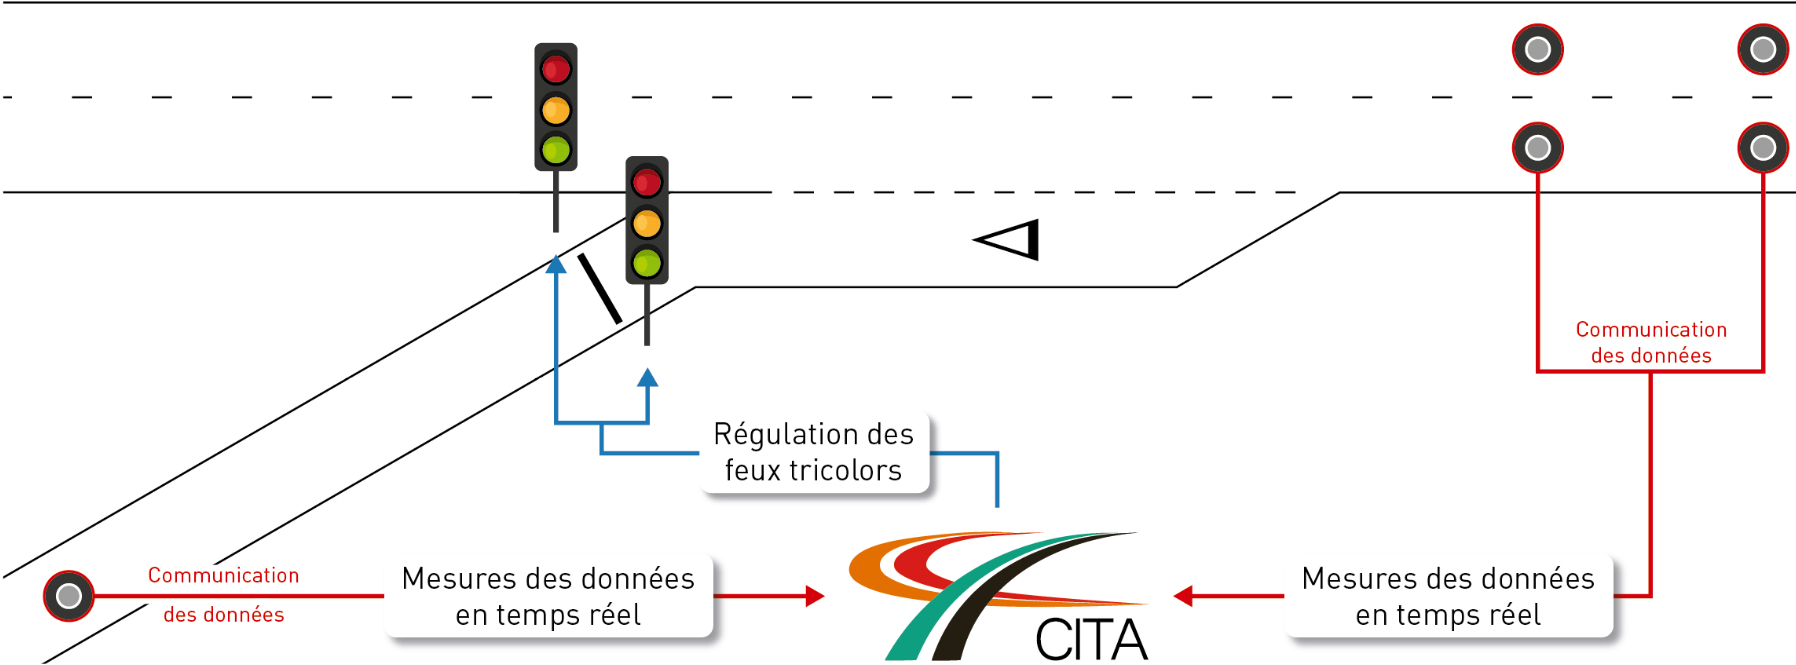 Communication
des données
Régulation des
feux tricolors
Communication
des données
Mesures des données
en temps réel
CITA
Mesures des données
en temps réel